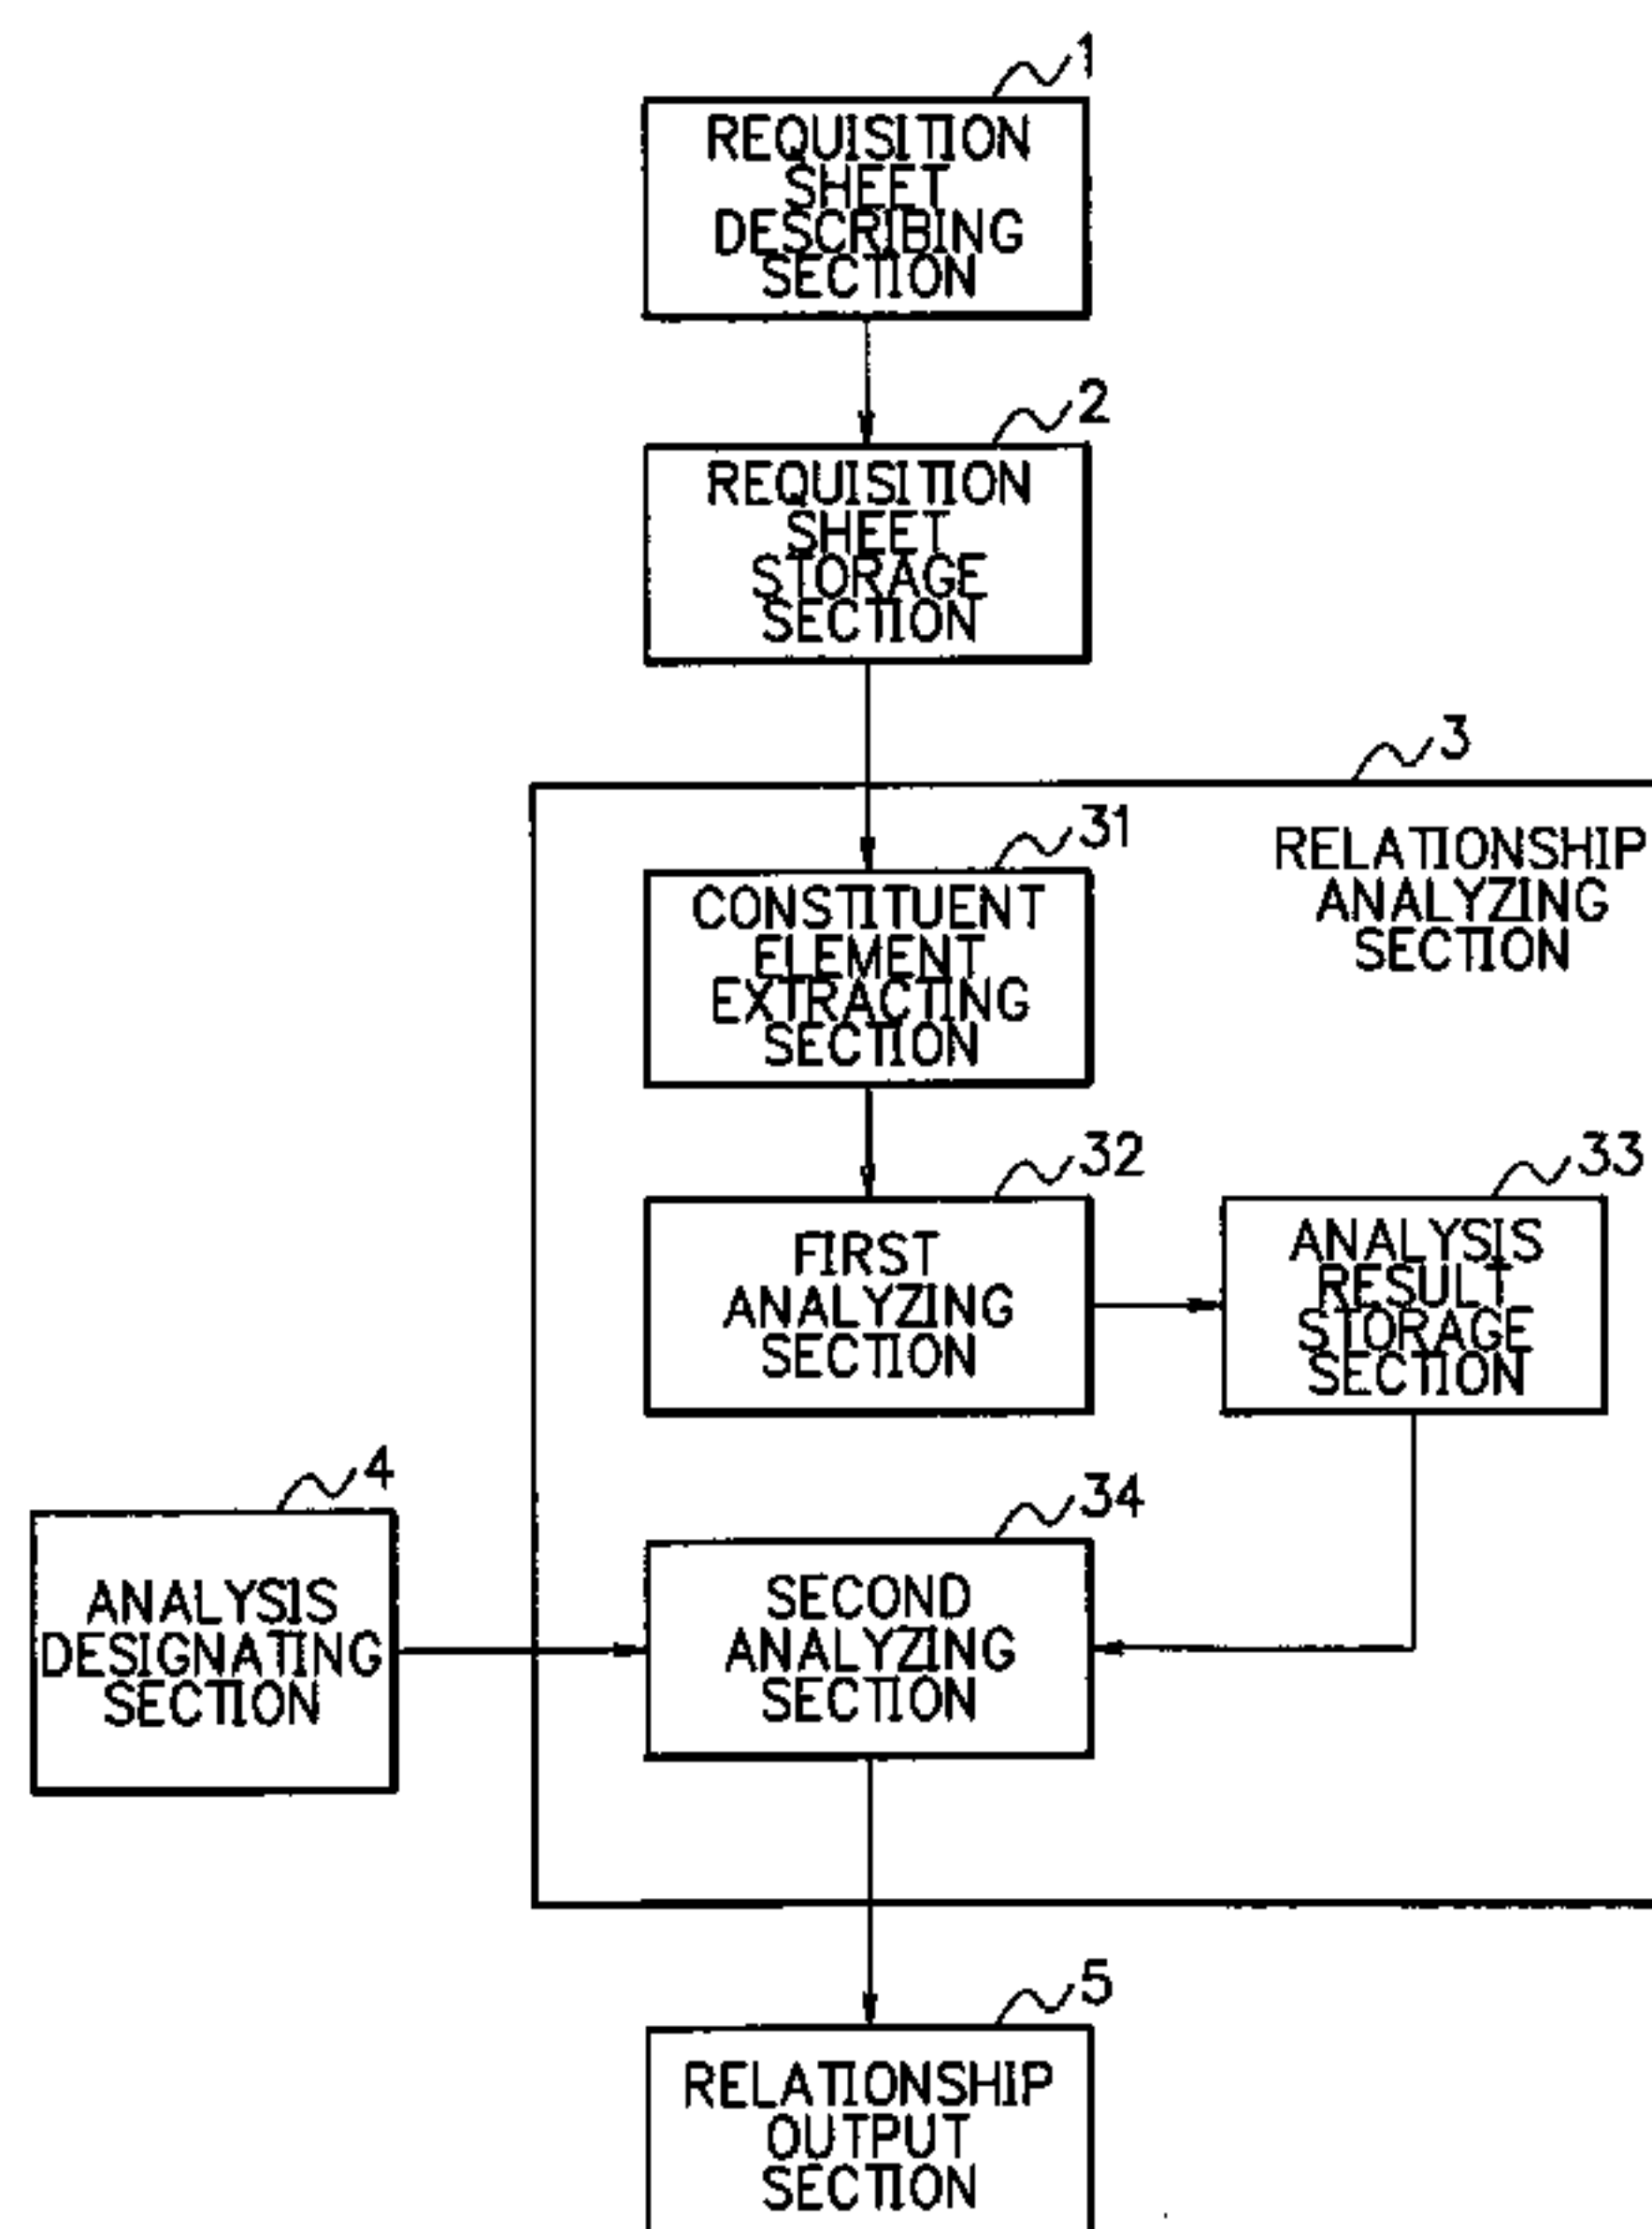 1
REQUISITION
SHEET
DESCRIBING
SECTION
2
REQUISITION
SHEET
STORAGE
SECTION
3
RELATIONSHIP
ANALYZING
SECTION
31
CONSTITUENT
ELEMENT
EXTRACTING
SECTION
32
FIRST
ANALYZING
SECTION
33
ANALYSIS
RESULT
STORAGE
SECTION
4
ANALYSIS
DESIGNATING
SECTION
34
SECOND
ANALYZING
SECTION
5
RELATIONSHIP
OUTPUT
SECTION